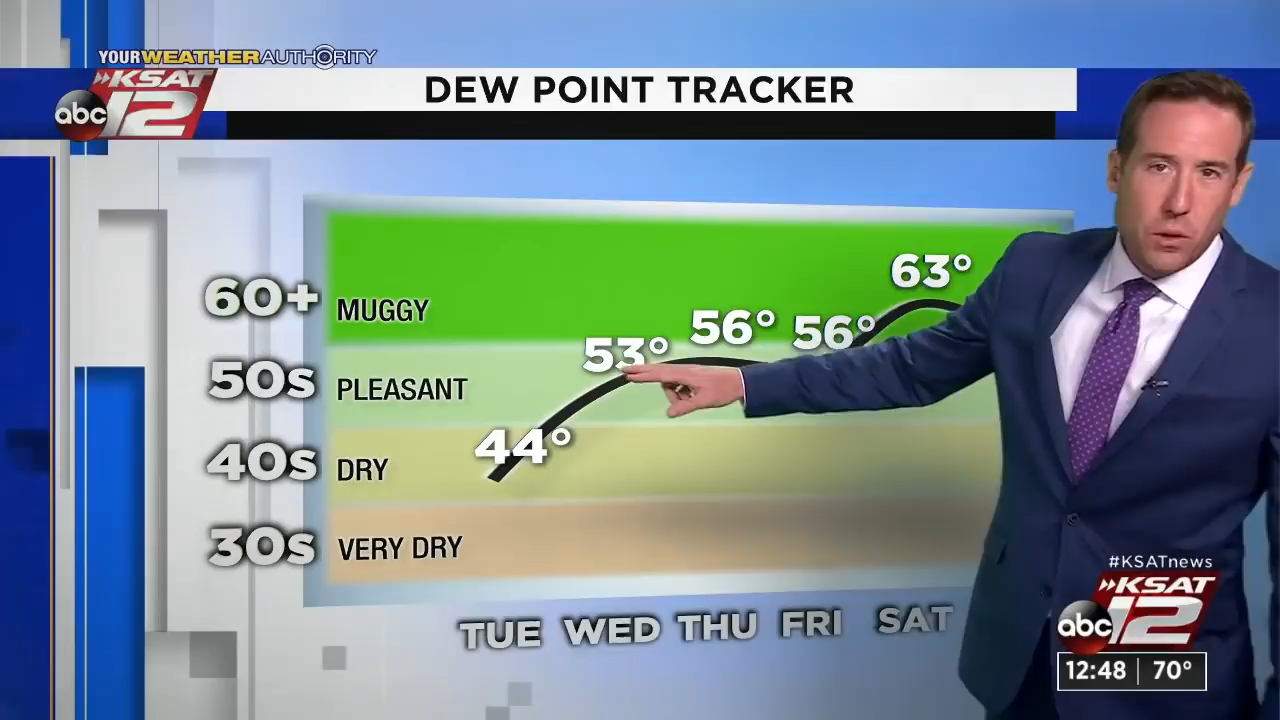 YOURWEATHERAUTHORITY
KSAT
abc 12
DEW POINT TRACKER
63°
56° 56°
53°
44°
60+ MUGGY
50s PLEASANT
40s DRY
30s VERY DRY
TUE WED THU FRI SAT
#KSATnews
KSAT
abc 12
12:48 70°